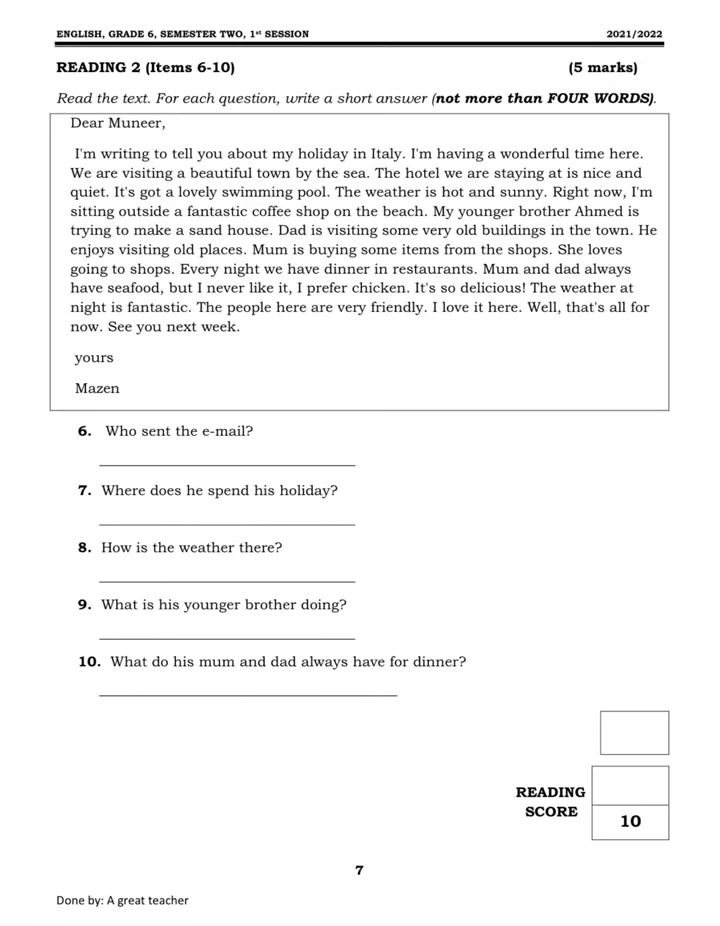 ENGLISH, GRADE 6, SEMESTER TWO, 1st SESSION 2021/2022
READING 2 (Items 6-10) (5 marks)
Read the text. For each question, write a short answer (not more than FOUR WORDS).
Dear Muneer,
I'm writing to tell you about my holiday in Italy. I'm having a wonderful time here.
We are visiting a beautiful town by the sea. The hotel we are staying at is nice and
quiet. It's got a lovely swimming pool. The weather is hot and sunny. Right now, I'm
sitting outside a fantastic coffee shop on the beach. My younger brother Ahmed is
trying to make a sand house. Dad is visiting some very old buildings in the town. He
enjoys visiting old places. Mum is buying some items from the shops. She loves
going to shops. Every night we have dinner in restaurants. Mum and dad always
have seafood, but I never like it, I prefer chicken. It's so delicious! The weather at
night is fantastic. The people here are very friendly. I love it here. Well, that's all for
now. See you next week.
yours
Mazen
6. Who sent the e-mail?
7. Where does he spend his holiday?
8. How is the weather there?
9. What is his younger brother doing?
10. What do his mum and dad always have for dinner?
READING
SCORE
10
7
Done by: A great teacher